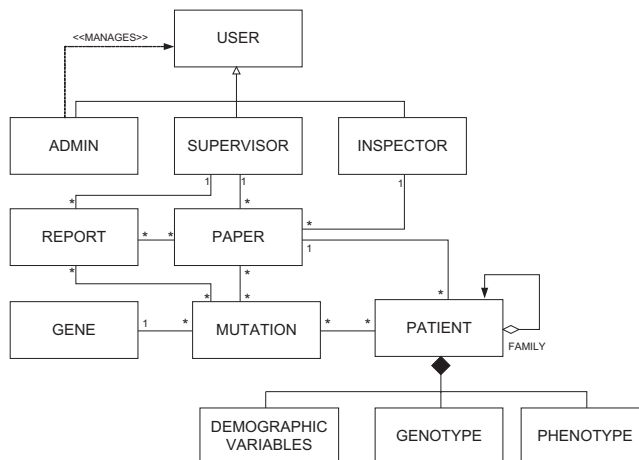 USER
<<MANAGES>>
ADMIN
SUPERVISOR
INSPECTOR
1
1
1
*
*
*
REPORT
*
*
PAPER
1
*
*
*
*
*
GENE
1
*
MUTATION
*
*
PATIENT
FAMILY
DEMOGRAPHIC
VARIABLES
GENOTYPE
PHENOTYPE